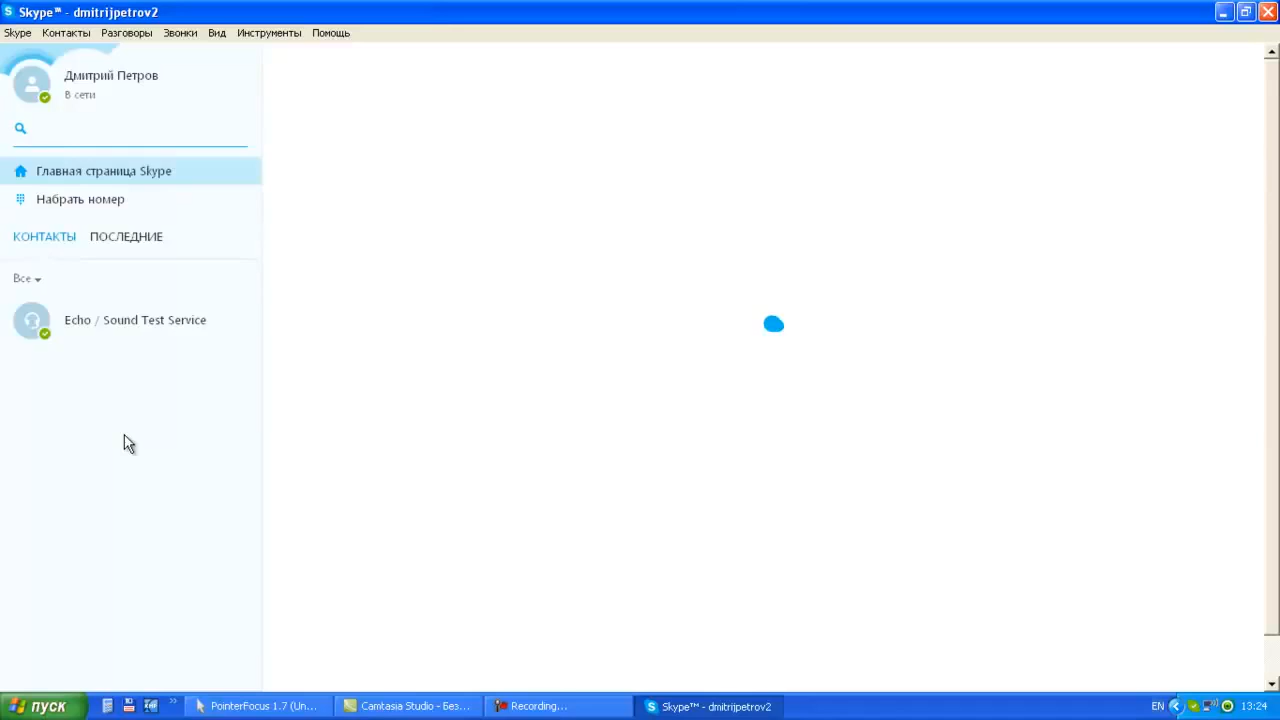 Skype™ - dmitrijpetrov2
Skype Контакты Разговоры Звонки Вид Инструменты Помощь
Дмитрий Петров
В сети
Главная страница Skype
Набрать номер
КОНТАКТЫ ПОСЛЕДНИЕ
Все
Echo / Sound Test Service
пуск PointerFocus 1.7 (Un... Camtasia Studio - Без... Recording... Skype™ - dmitrijpetrov2 EN 13:24